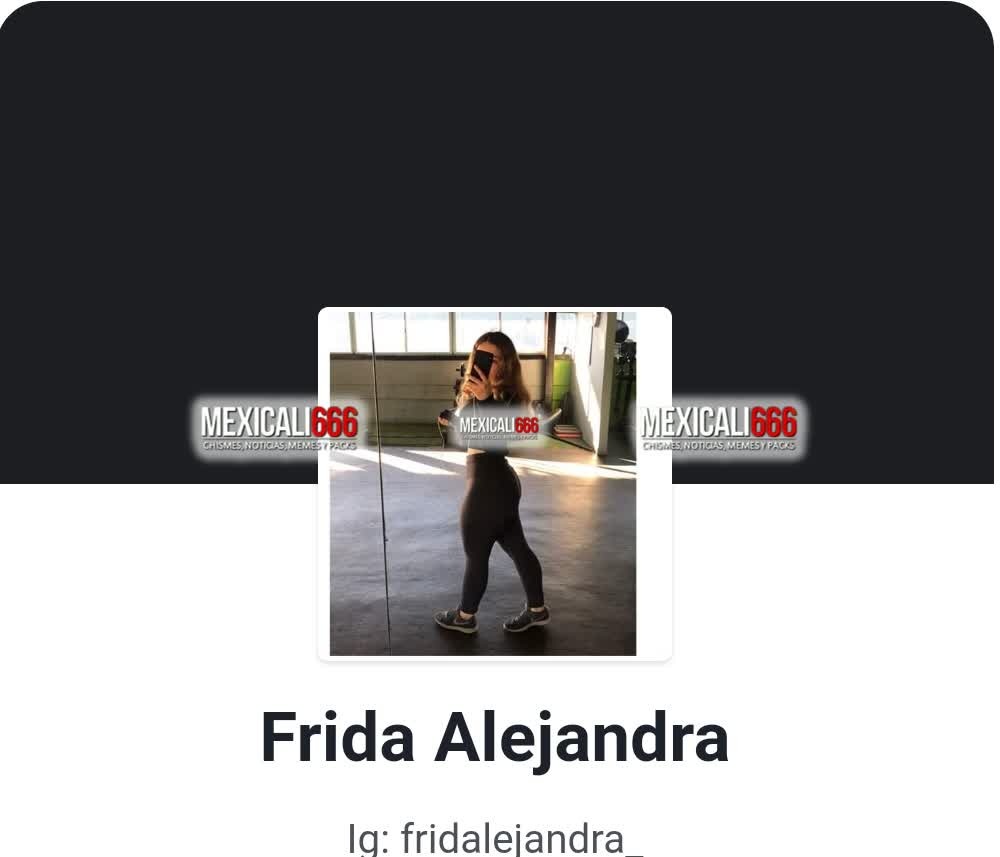 MEXICALI666 MEXICALI666 MEXICALI666
CHISMES, NOTICIAS, MEMES Y PACKS CHISMES, NOTICIAS, MEMES Y PACKS CHISMES, NOTICIAS, MEMES Y PACKS
Frida Alejandra
Ig: fridalejandra_